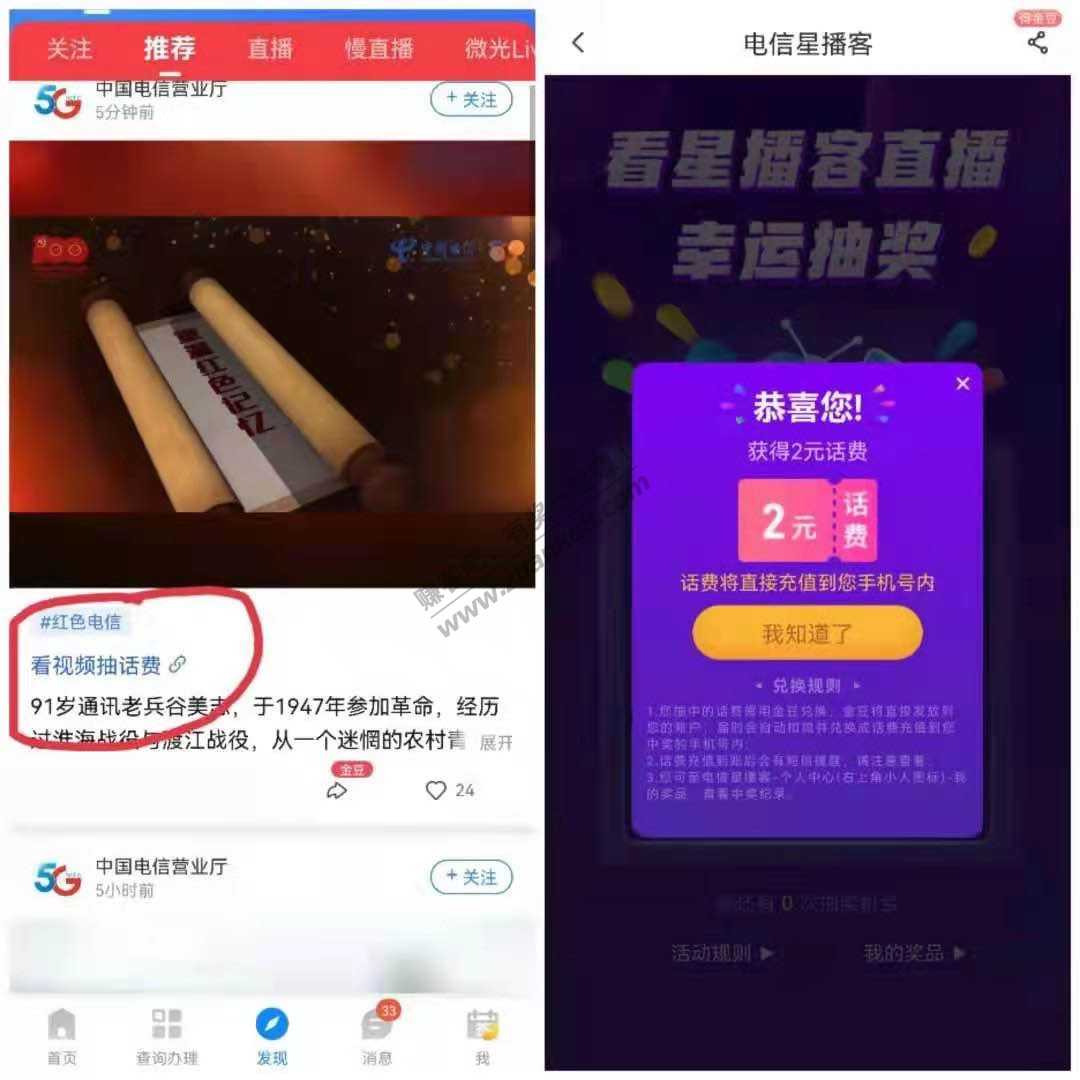 关注 推荐 直播 慢直播 微光Liv
5G
中国电信营业厅
5分钟前
+ 关注
重温红色记忆
#红色电信
看视频抽话费
91岁通讯老兵谷美志，于1947年参加革命，经历
过淮海战役与渡江战役，从一个迷惘的农村青 展开
金豆
24
5G
中国电信营业厅
5小时前
+ 关注
33
首页 查询办理 发现 消息 我
得金豆
电信星播客
看星播客直播
幸运抽奖
恭喜您!
获得2元话费
2元 话费
话费将直接充值到您手机号内
我知道了
兑换规则
1.您抽中的话费需用金豆兑换，金豆将直接发放到
您的账户，届时会自动扣减并兑换成话费充值到您
中奖的手机号内；
2.话费充值到账后会有短信提醒，请注意查看。
3.您可至电信星播客-个人中心(右上角小人图标)-我
的奖品，查看中奖纪录。
您还有 0 次抽奖机会
活动规则 我的奖品